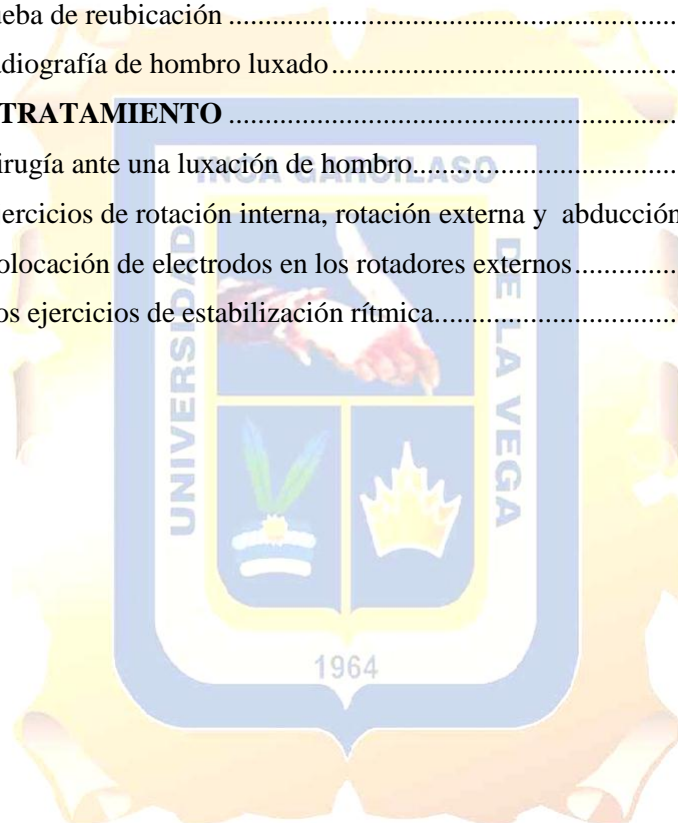 ueba de reubicación ........................................................................
diografía de hombro luxado ........................................................................
TRATAMIENTO ........................................................................
irugía ante una luxación de hombro........................................................................
ercicios de rotación interna, rotación externa y abducción
olocación de electrodos en los rotadores externos........................................................................
os ejercicios de estabilización rítmica........................................................................
INCA GARCILASO
UNIVERSIDAD
DE LA VEGA
1964